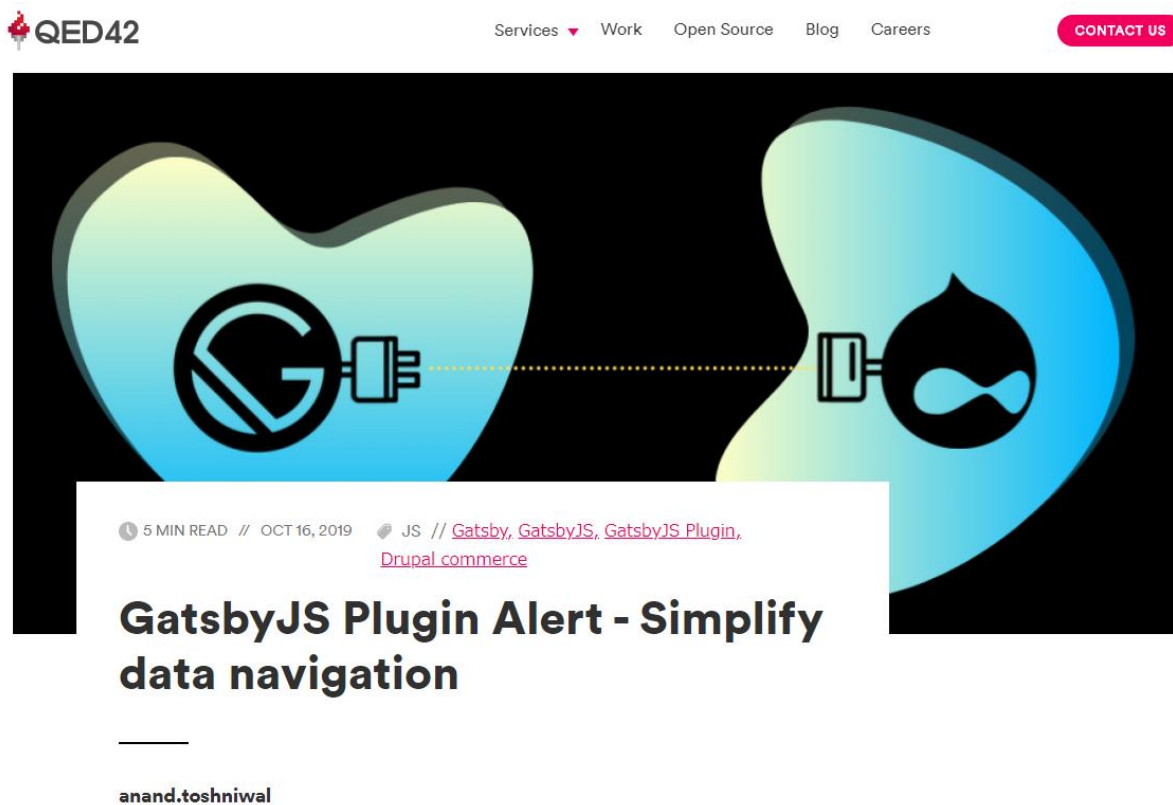 QED42
Services Work Open Source Blog Careers CONTACT US
5 MIN READ // OCT 16, 2019 JS // Gatsby, GatsbyJS, GatsbyJS Plugin,
Drupal commerce
GatsbyJS Plugin Alert - Simplify
data navigation
anand.toshniwal